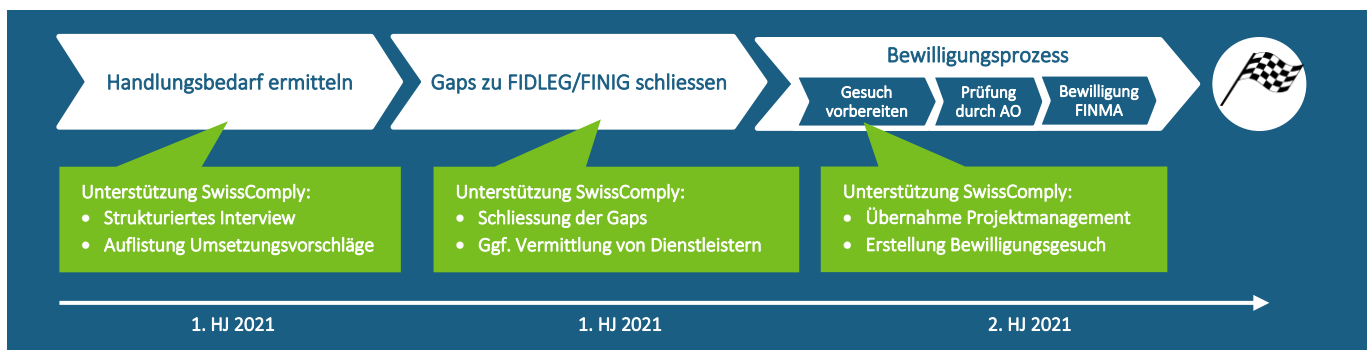 Handlungsbedarf ermitteln
Gaps zu FIDLEG/FINIG schliessen
Bewilligungsprozess
Gesuch
vorbereiten
Prüfung
durch AO
Bewilligung
FINMA
Unterstützung SwissComply:
• Strukturiertes Interview
• Auflistung Umsetzungsvorschläge
Unterstützung SwissComply:
• Schliessung der Gaps
• Ggf. Vermittlung von Dienstleistern
Unterstützung SwissComply:
• Übernahme Projektmanagement
• Erstellung Bewilligungsgesuch
1. HJ 2021
1. HJ 2021
2. HJ 2021